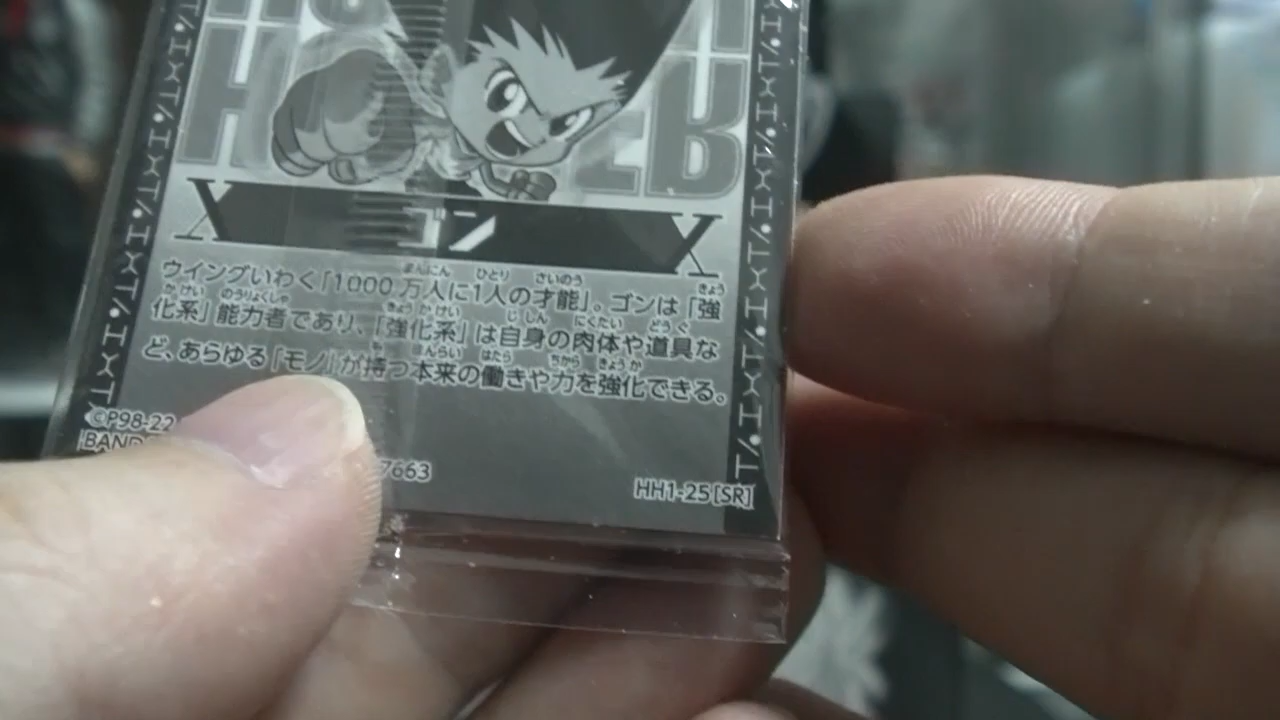 X ゴン X
ウイングいわく「1000万人に1人の才能」。ゴンは「強
化系」能力者であり、「強化系」は自身の肉体や道具な
ど、あらゆる「モノ」が持つ本来の働きや力を強化できる。
©P98-22
7663
HH1-25 [SR]